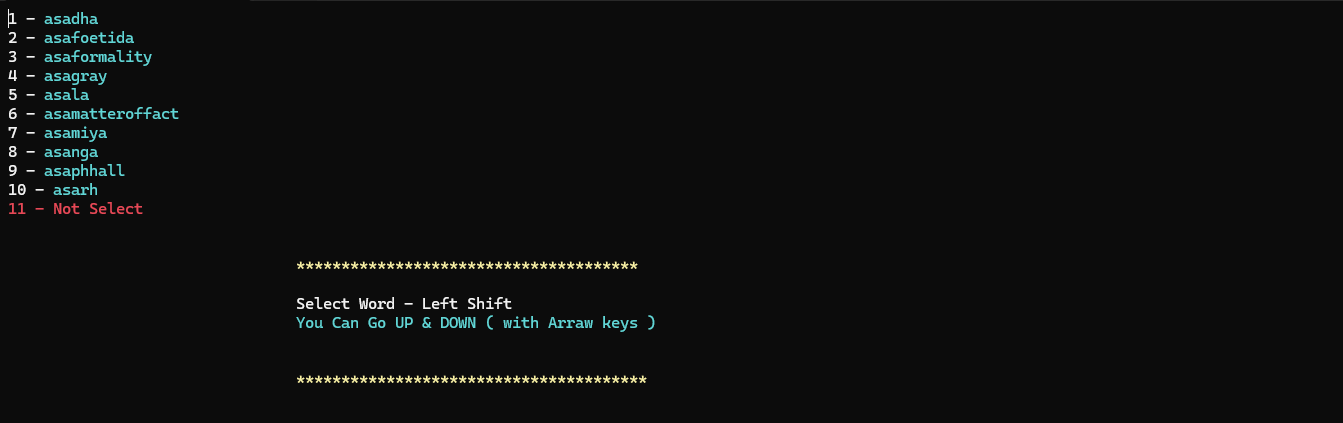 1 - asadha
2 - asafoetida
3 - asaformality
4 - asagray
5 - asala
6 - asamatteroffact
7 - asamiya
8 - asanga
9 - asaphhall
10 - asarh
11 - Not Select
**************************************
Select Word - Left Shift
You Can Go UP & DOWN ( with Arraw keys )
***************************************